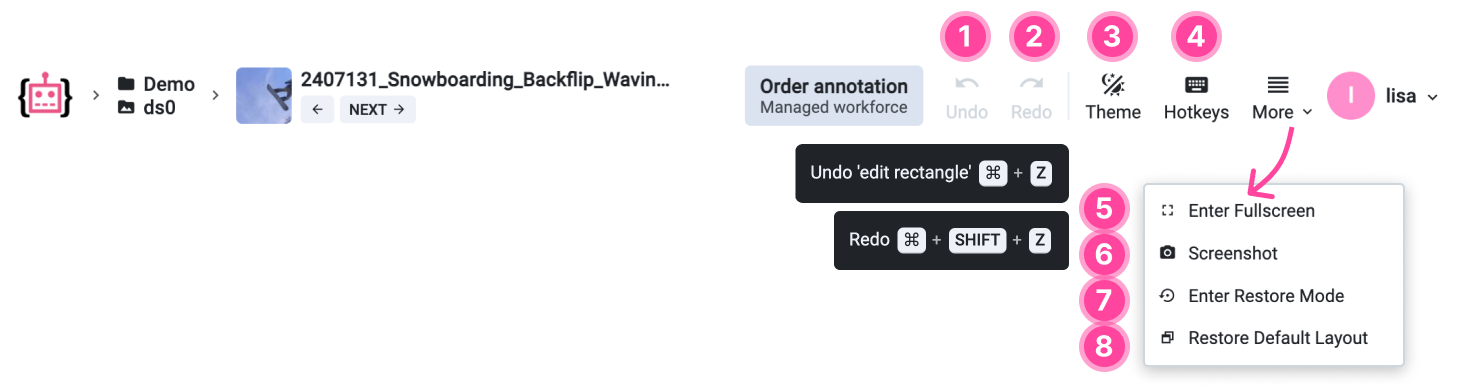 1 2 3 4
Demo
ds0
2407131_Snowboarding_Backflip_Wavin...
← NEXT →
Order annotation
Managed workforce
Undo Redo Theme Hotkeys More
l lisa
Undo 'edit rectangle' ⌘ + Z
Redo ⌘ + SHIFT + Z
5 Enter Fullscreen
6 Screenshot
7 Enter Restore Mode
8 Restore Default Layout